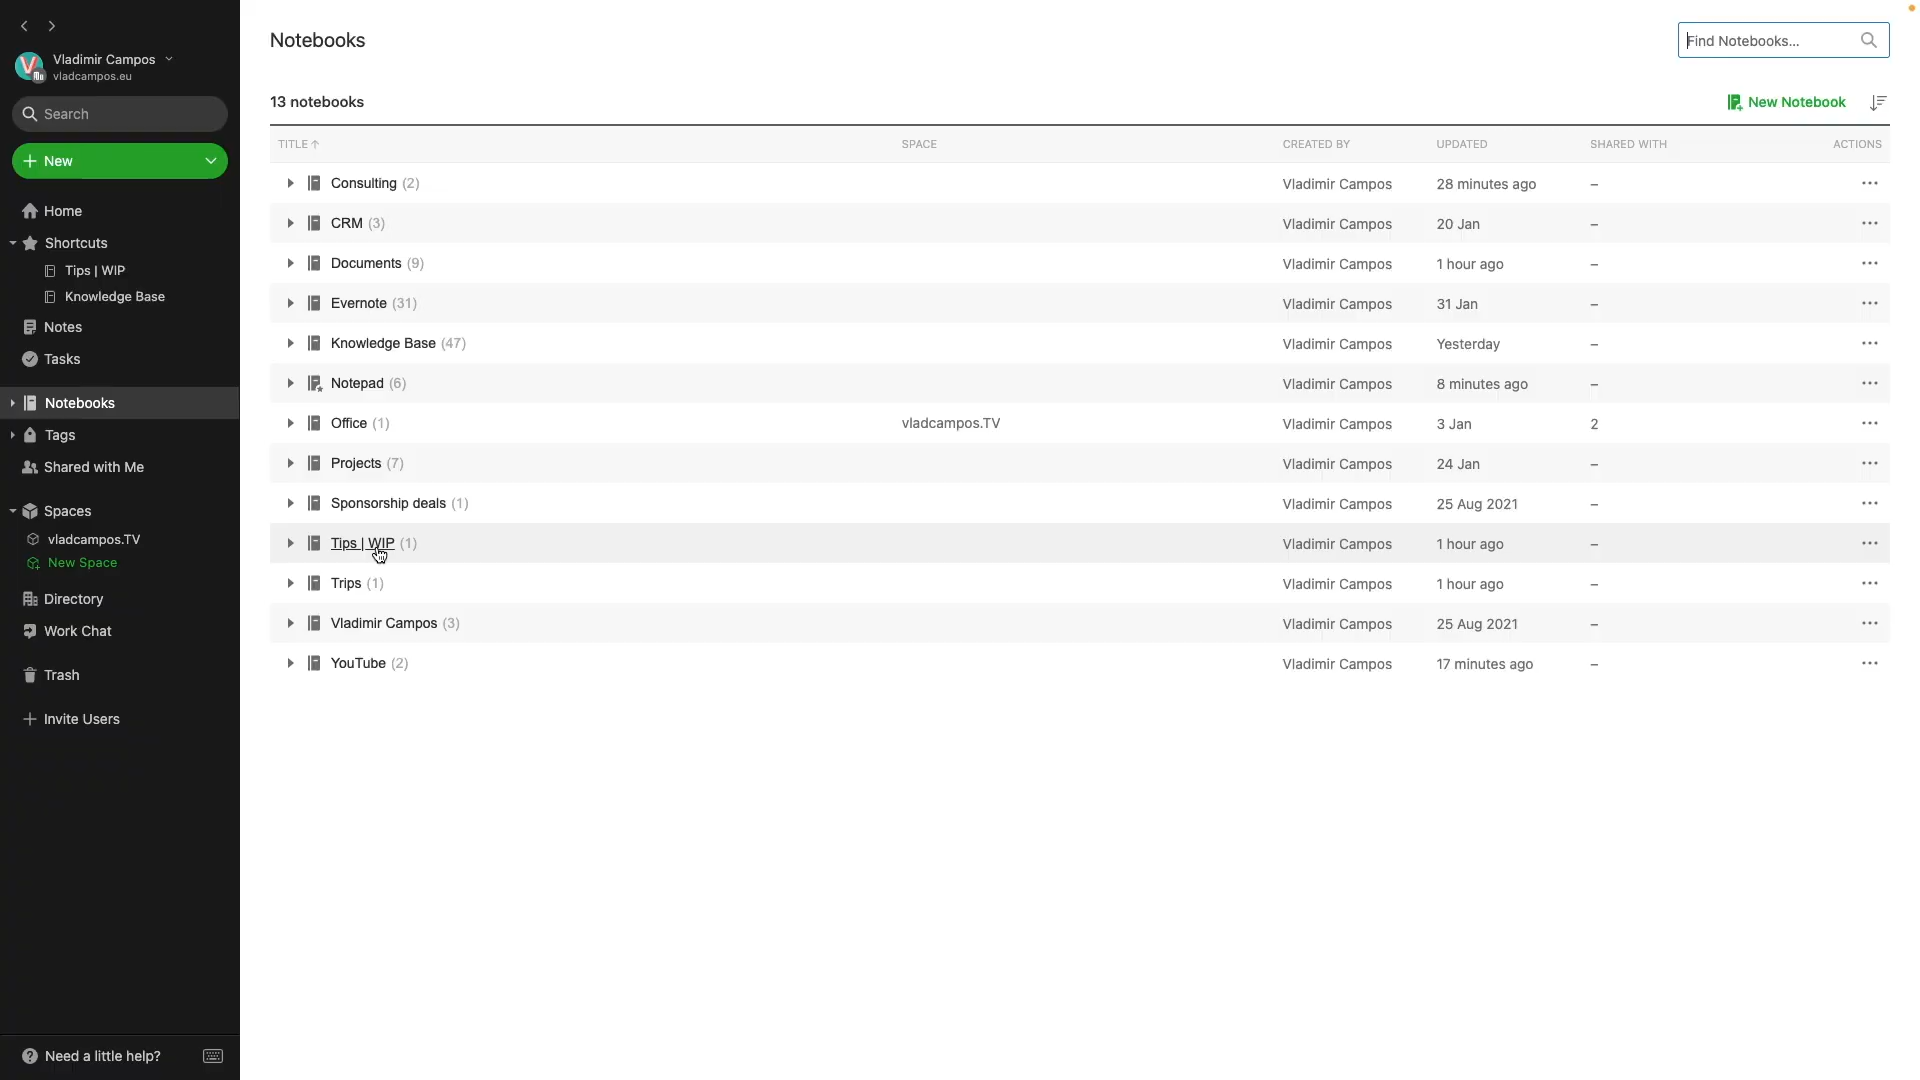 Vladimir Campos
vladcampos.eu
Search
New
Home
Shortcuts
Tips | WIP
Knowledge Base
Notes
Tasks
Notebooks
Tags
Shared with Me
Spaces
vladcampos.TV
New Space
Directory
Work Chat
Trash
Invite Users
Need a little help?
Notebooks
Find Notebooks...
13 notebooks
New Notebook
TITLE SPACE CREATED BY UPDATED SHARED WITH ACTIONS
Consulting (2) Vladimir Campos 28 minutes ago –
CRM (3) Vladimir Campos 20 Jan –
Documents (9) Vladimir Campos 1 hour ago –
Evernote (31) Vladimir Campos 31 Jan –
Knowledge Base (47) Vladimir Campos Yesterday –
Notepad (6) Vladimir Campos 8 minutes ago –
Office (1) vladcampos.TV Vladimir Campos 3 Jan 2
Projects (7) Vladimir Campos 24 Jan –
Sponsorship deals (1) Vladimir Campos 25 Aug 2021 –
Tips | WIP (1) Vladimir Campos 1 hour ago –
Trips (1) Vladimir Campos 1 hour ago –
Vladimir Campos (3) Vladimir Campos 25 Aug 2021 –
YouTube (2) Vladimir Campos 17 minutes ago –